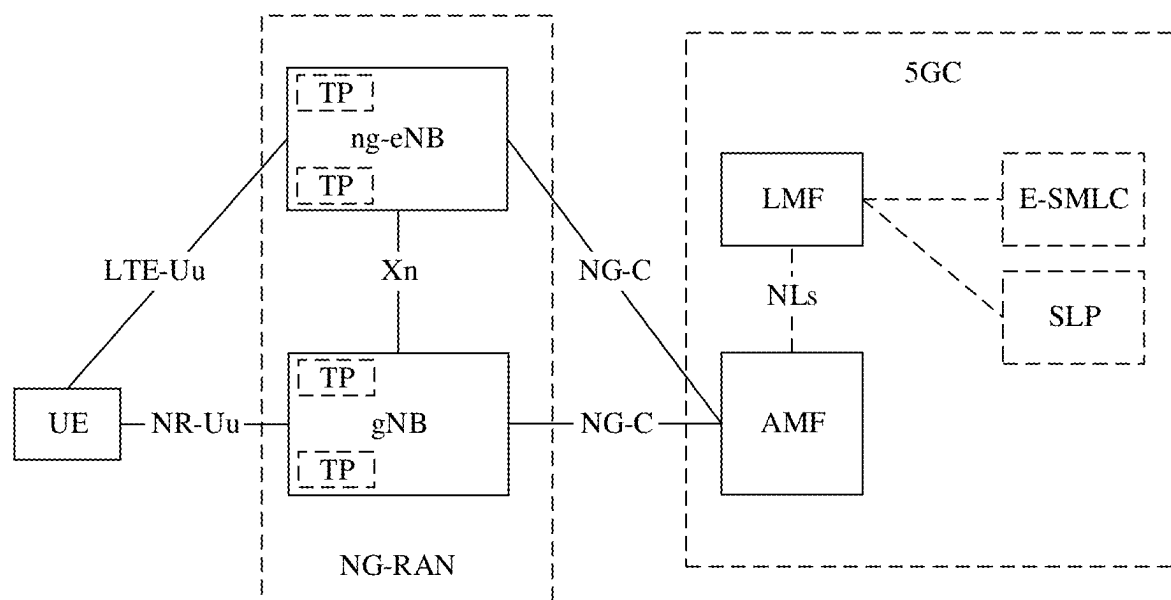 5GC
TP
ng-eNB
TP
LMF
E-SMLC
LTE-Uu
Xn
NG-C
NLs
SLP
TP
UE
NR-Uu
gNB
NG-C
AMF
TP
NG-RAN